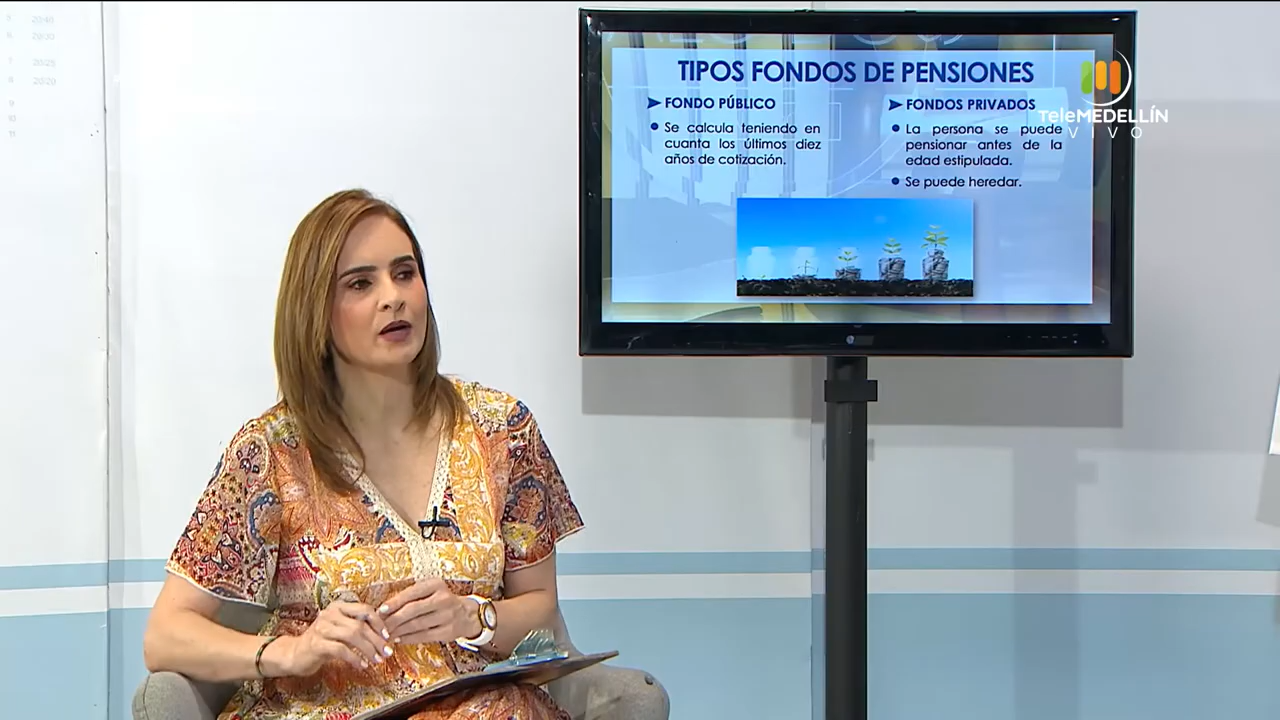 TIPOS FONDOS DE PENSIONES
FONDO PÚBLICO
Se calcula teniendo en
cuanta los últimos diez
años de cotización.
FONDOS PRIVADOS
La persona se puede
pensionar antes de la
edad estipulada.
Se puede heredar.
TeleMEDELLÍN
VIVO